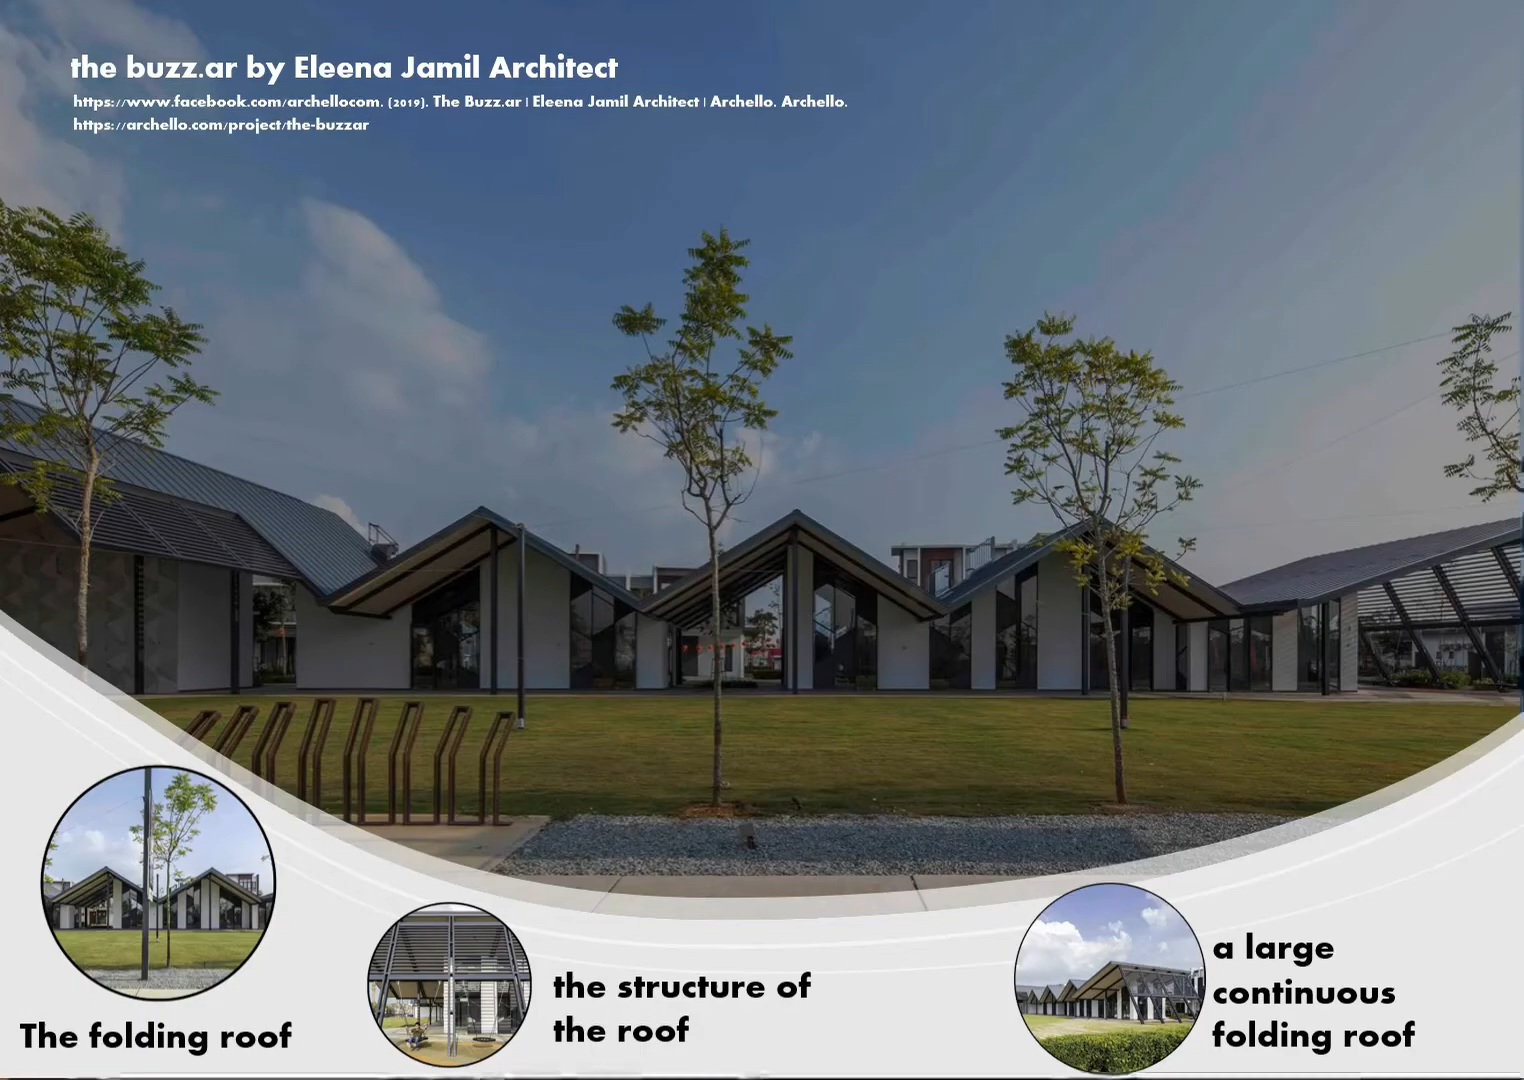 the buzz.ar by Eleena Jamil Architect
https://www.facebook.com/archellocom. (2019). The Buzz.ar | Eleena Jamil Architect | Archello. Archello.
https://archello.com/project/the-buzzar
The folding roof
the structure of
the roof
a large
continuous
folding roof